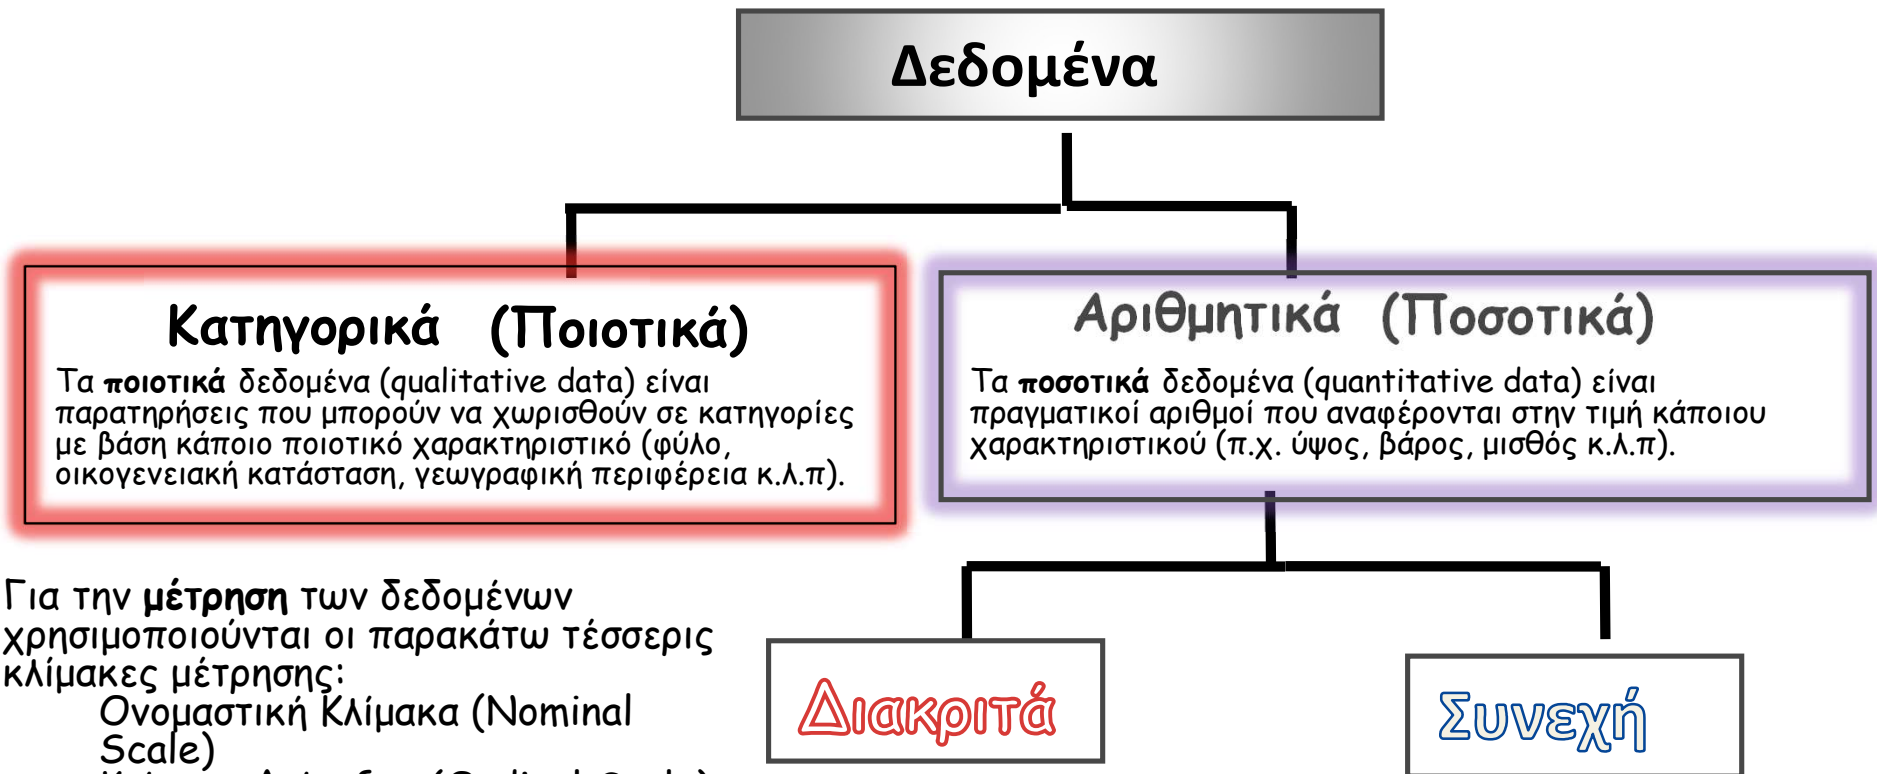 Δεδομένα
Κατηγορικά (Ποιοτικά)
Τα ποιοτικά δεδομένα (qualitative data) είναι
παρατηρήσεις που μπορούν να χωρισθούν σε κατηγορίες
με βάση κάποιο ποιοτικό χαρακτηριστικό (φύλο,
οικογενειακή κατάσταση, γεωγραφική περιφέρεια κ.λ.π).
Αριθμητικά (Ποσοτικά)
Τα ποσοτικά δεδομένα (quantitative data) είναι
πραγματικοί αριθμοί που αναφέρονται στην τιμή κάποιου
χαρακτηριστικού (π.χ. ύψος, βάρος, μισθός κ.λ.π).
Για την μέτρηση των δεδομένων
χρησιμοποιούνται οι παρακάτω τέσσερις
κλίμακες μέτρησης:
Ονομαστική Κλίμακα (Nominal
Scale)
Διακριτά
Συνεχή